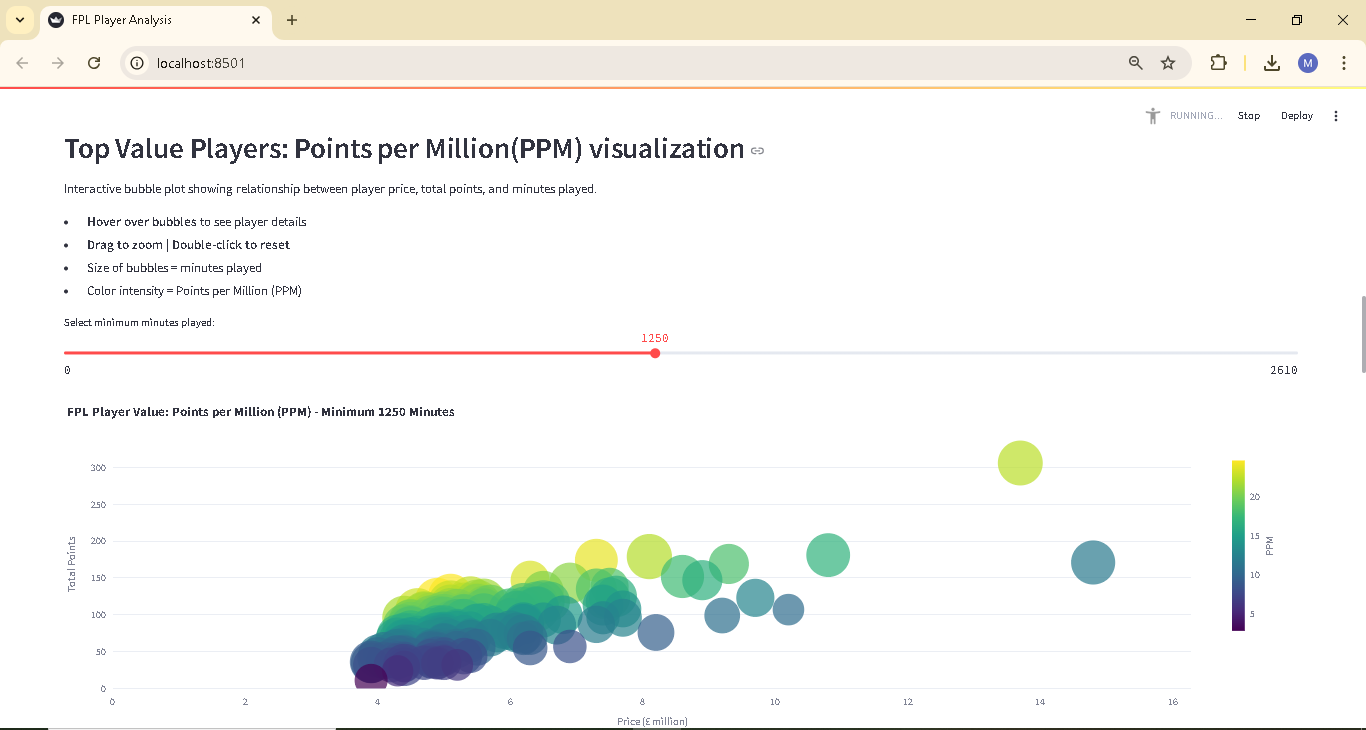 FPL Player Analysis
localhost:8501
M
RUNNING... Stop Deploy
Top Value Players: Points per Million(PPM) visualization
Interactive bubble plot showing relationship between player price, total points, and minutes played.
• Hover over bubbles to see player details
• Drag to zoom | Double-click to reset
• Size of bubbles = minutes played
• Color intensity = Points per Million (PPM)
Select minimum minutes played:
1250
0 2610
FPL Player Value: Points per Million (PPM) - Minimum 1250 Minutes
Total Points
300
250
200
150
100
50
0
0 2 4 6 8 10 12 14 16
Price (£ million)
20
15
10
5
PPM